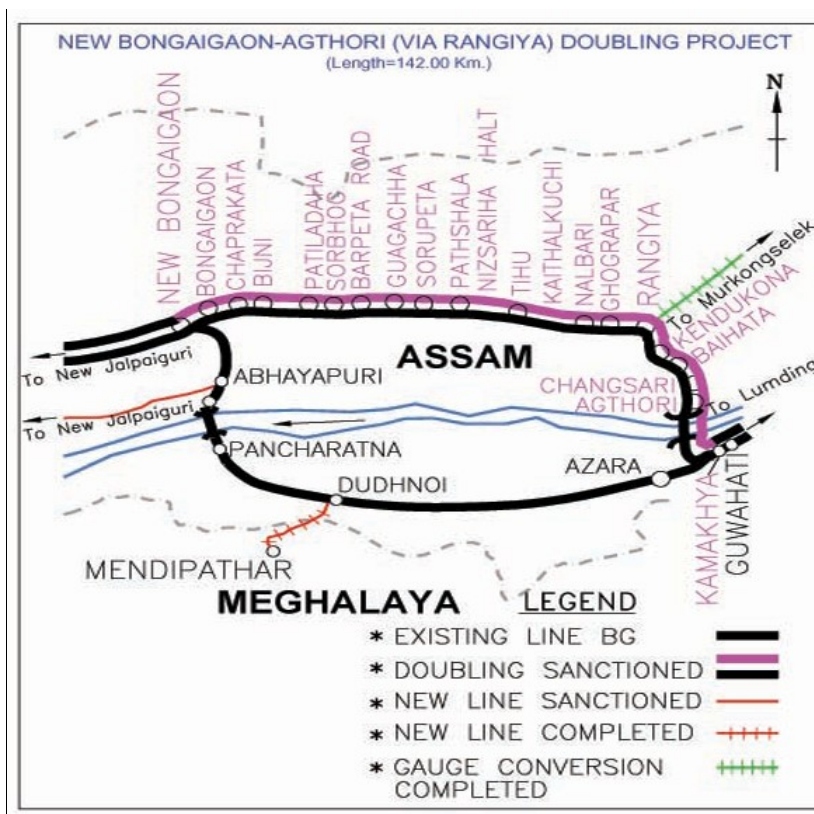 NEW BONGAIGAON-AGTHORI (VIA RANGIYA) DOUBLING PROJECT
(Length=142.00 Km.)
N
NEW BONGAIGAON
BONGAIGAON
CHAPRAKATA
BIJNI
PATILADAHA
SORBHOG
BARPETA ROAD
GUAGACHHA
SORUPETA
PATHSHALA
NIZSARIHA HALT
TIHU
KAITHALKUCHI
NALBARI
GHOGRAPAR
RANGIYA
To Murkongselek
KENDUKONA
BAIHATA
To New Jalpaiguri
ASSAM
ABHAYAPURI
CHANGSARI
AGTHORI
To Lumding
To New Jalpaiguri
PANCHARATNA
AZARA
DUDHNOI
KAMAKHYA
GUWAHATI
MENDIPATHAR
MEGHALAYA
LEGEND
* EXISTING LINE BG
* DOUBLING SANCTIONED
* NEW LINE SANCTIONED
* NEW LINE COMPLETED
* GAUGE CONVERSION
COMPLETED